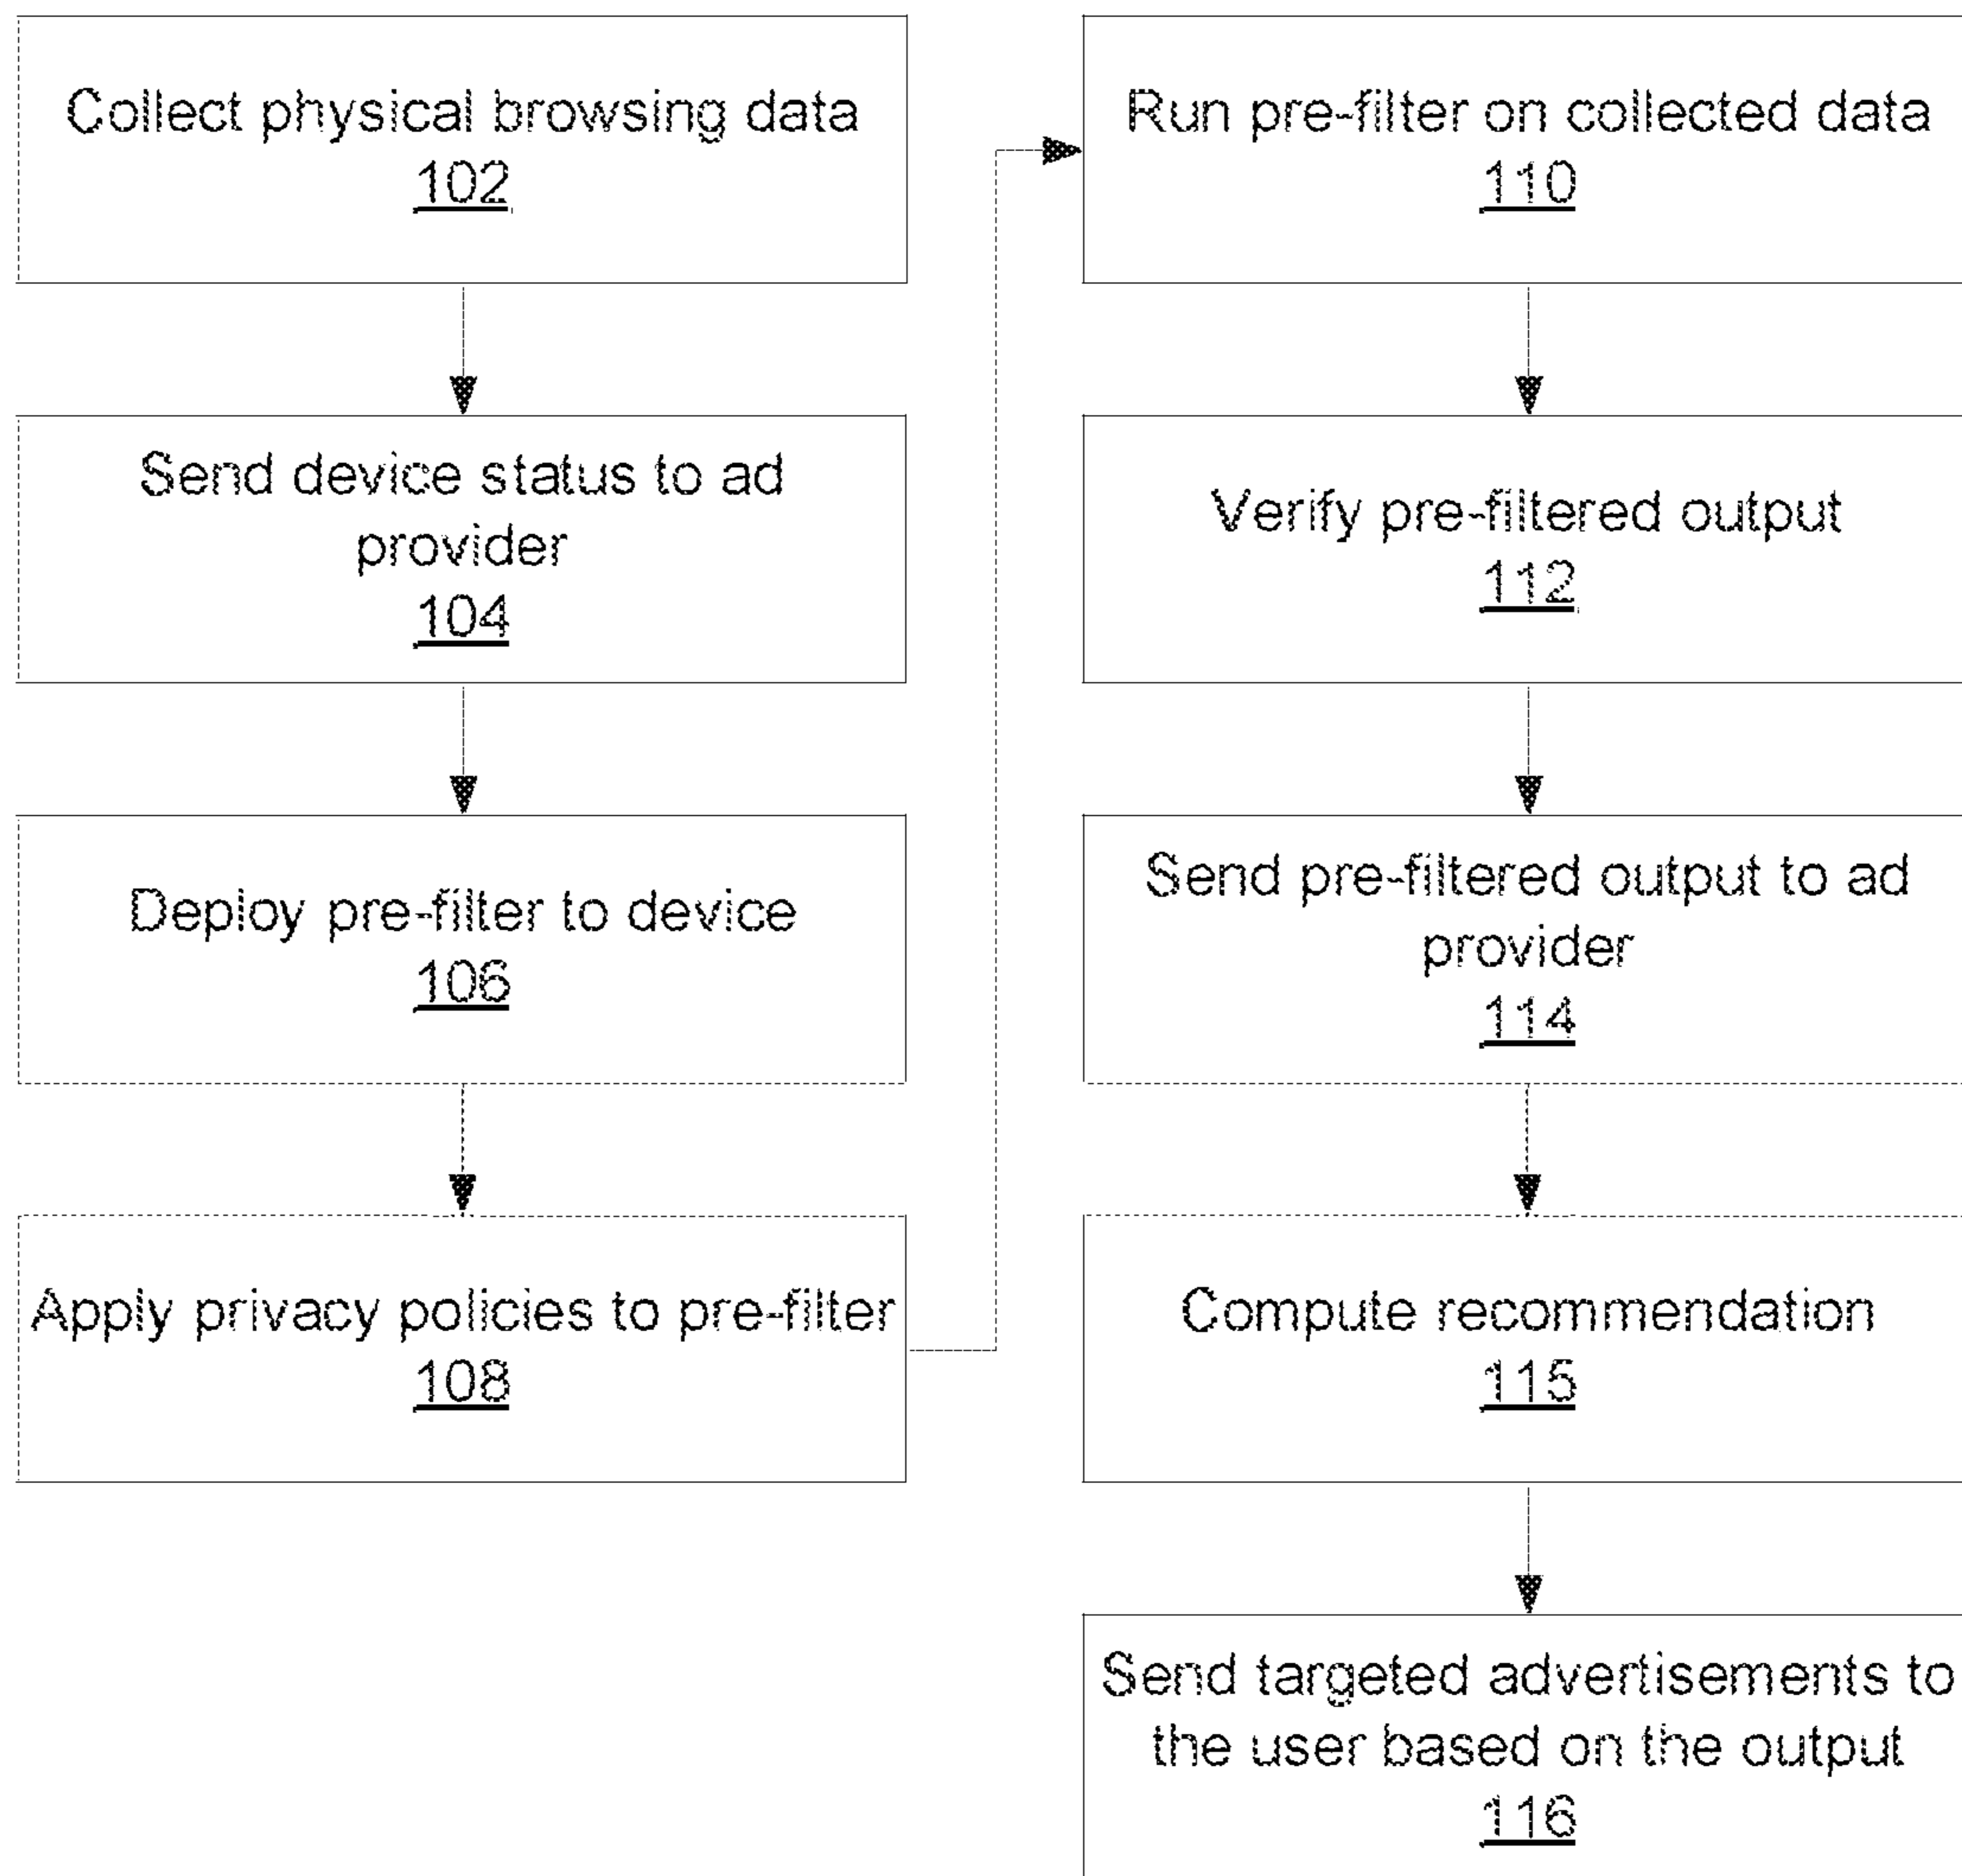 Collect physical browsing data
102
Send device status to ad
provider
104
Deploy pre-filter to device
106
Apply privacy policies to pre-filter
108
Run pre-filter on collected data
110
Verify pre-filtered output
112
Send pre-filtered output to ad
provider
114
Compute recommendation
115
Send targeted advertisements to
the user based on the output
116